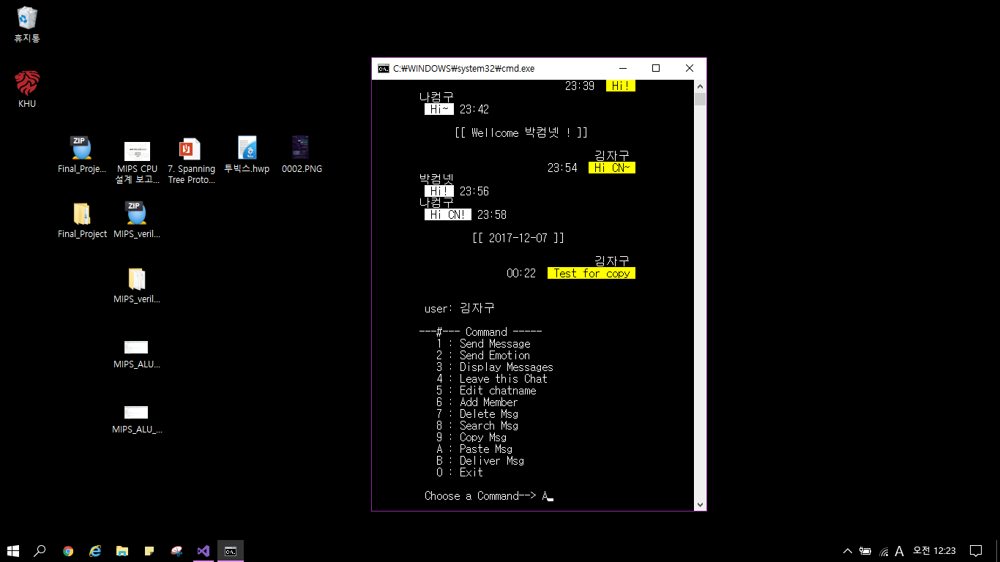 휴지통
KHU
ZIP
Final_Proje...
MIPS CPU
설계 보고...
7. Spanning
Tree Proto...
투빅스.hwp
0002.PNG
Final_Project
ZIP
MIPS_veril...
MIPS_veril...
MIPS_ALU...
MIPS_ALU_...
C:\WINDOWS\system32\cmd.exe
23:39 Hi!
나컴구
Hi~ 23:42
[[ Wellcome 박컴넷 ! ]]
김자구
23:54 Hi CN~
박컴넷
Hi! 23:56
나컴구
Hi CN! 23:58
[[ 2017-12-07 ]]
김자구
00:22 Test for copy
user: 김자구
---#--- Command -----
1 : Send Message
2 : Send Emotion
3 : Display Messages
4 : Leave this Chat
5 : Edit chatname
6 : Add Member
7 : Delete Msg
8 : Search Msg
9 : Copy Msg
A : Paste Msg
B : Deliver Msg
0 : Exit
Choose a Command--> A
A 오전 12:23